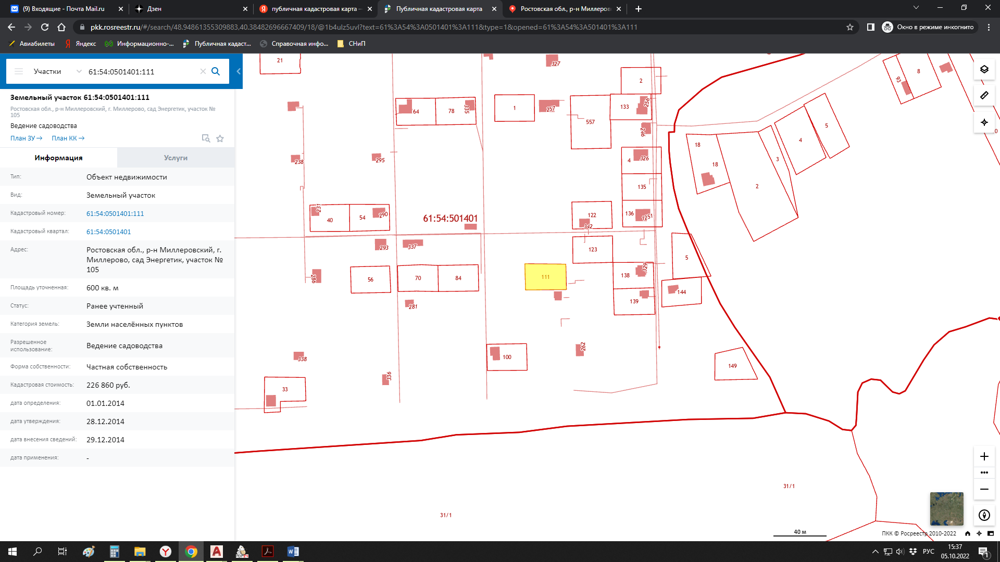 (9) Входящие - Почта Mail.ru
Дзен
публичная кадастровая карта
Публичная кадастровая карта
Ростовская обл., р-н Миллеров
pkk.rosreestr.ru/#/search/48.94861355309883,40.38482696667409/18/@1b4ulz5uvl?text=61%3A54%3A0501401%3A111&type=1&opened=61%3A54%3A501401%3A111
Окно в режиме инкогнито
Авиабилеты
Яндекс
Информационно-...
Публичная кадаст...
Справочная инфо...
СНиП
Участки
61:54:0501401:111
Земельный участок 61:54:0501401:111
Ростовская обл., р-н Миллеровский, г. Миллерово, сад Энергетик, участок №
105
Ведение садоводства
План ЗУ →
План КК →
Информация
Услуги
Тип:
Объект недвижимости
Вид:
Земельный участок
Кадастровый номер:
61:54:0501401:111
Кадастровый квартал:
61:54:0501401
Адрес:
Ростовская обл., р-н Миллеровский, г.
Миллерово, сад Энергетик, участок №
105
Площадь уточненная:
600 кв. м
Статус:
Ранее учтенный
Категория земель:
Земли населённых пунктов
Разрешенное
использование:
Ведение садоводства
Форма собственности:
Частная собственность
Кадастровая стоимость:
226 860 руб.
дата определения:
01.01.2014
дата утверждения:
28.12.2014
дата внесения сведений:
29.12.2014
дата применения:
-
21
327
2
8
93
64
78
335
1
257
557
133
256
246
5
4
3
18
18
2
238
295
4
326
135
231
40
54
290
61:54:501401
122
342
136
1251
293
337
123
5
286
56
70
84
111
138
329
144
139
281
338
336
33
100
262
149
31/1
31/1
40 м
ПКК © Росреестр 2010-2022
РУС
15:37
05.10.2022
1